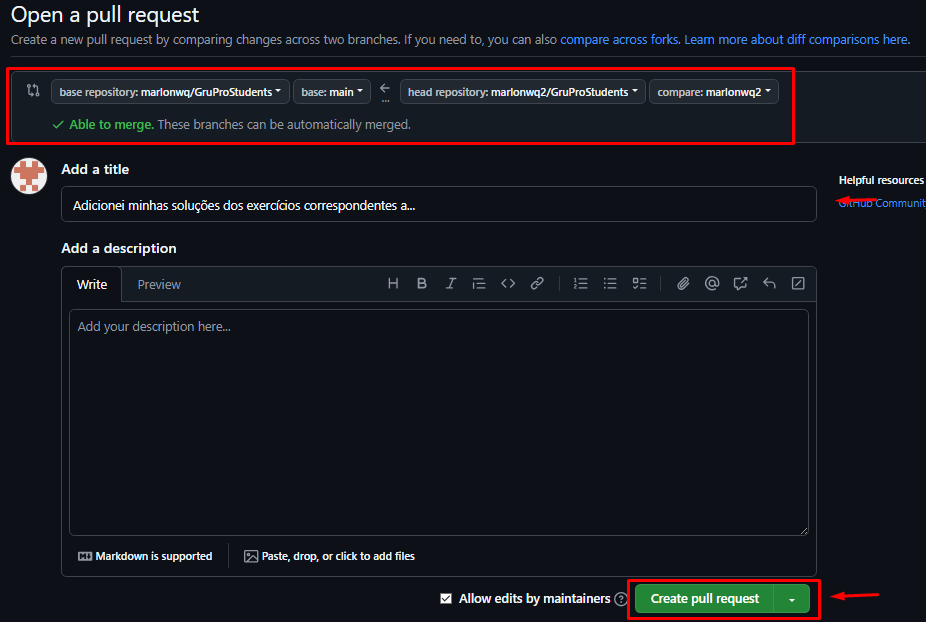 Open a pull request
Create a new pull request by comparing changes across two branches. If you need to, you can also compare across forks. Learn more about diff comparisons here.
base repository: marlonwq/GruProStudents base: main ← head repository: marlonwq2/GruProStudents compare: marlonwq2
Able to merge. These branches can be automatically merged.
Add a title
Adicionei minhas soluções dos exercícios correspondentes a...
Helpful resources
GitHub Communit
Add a description
Write Preview
Add your description here...
Markdown is supported Paste, drop, or click to add files
Allow edits by maintainers
Create pull request